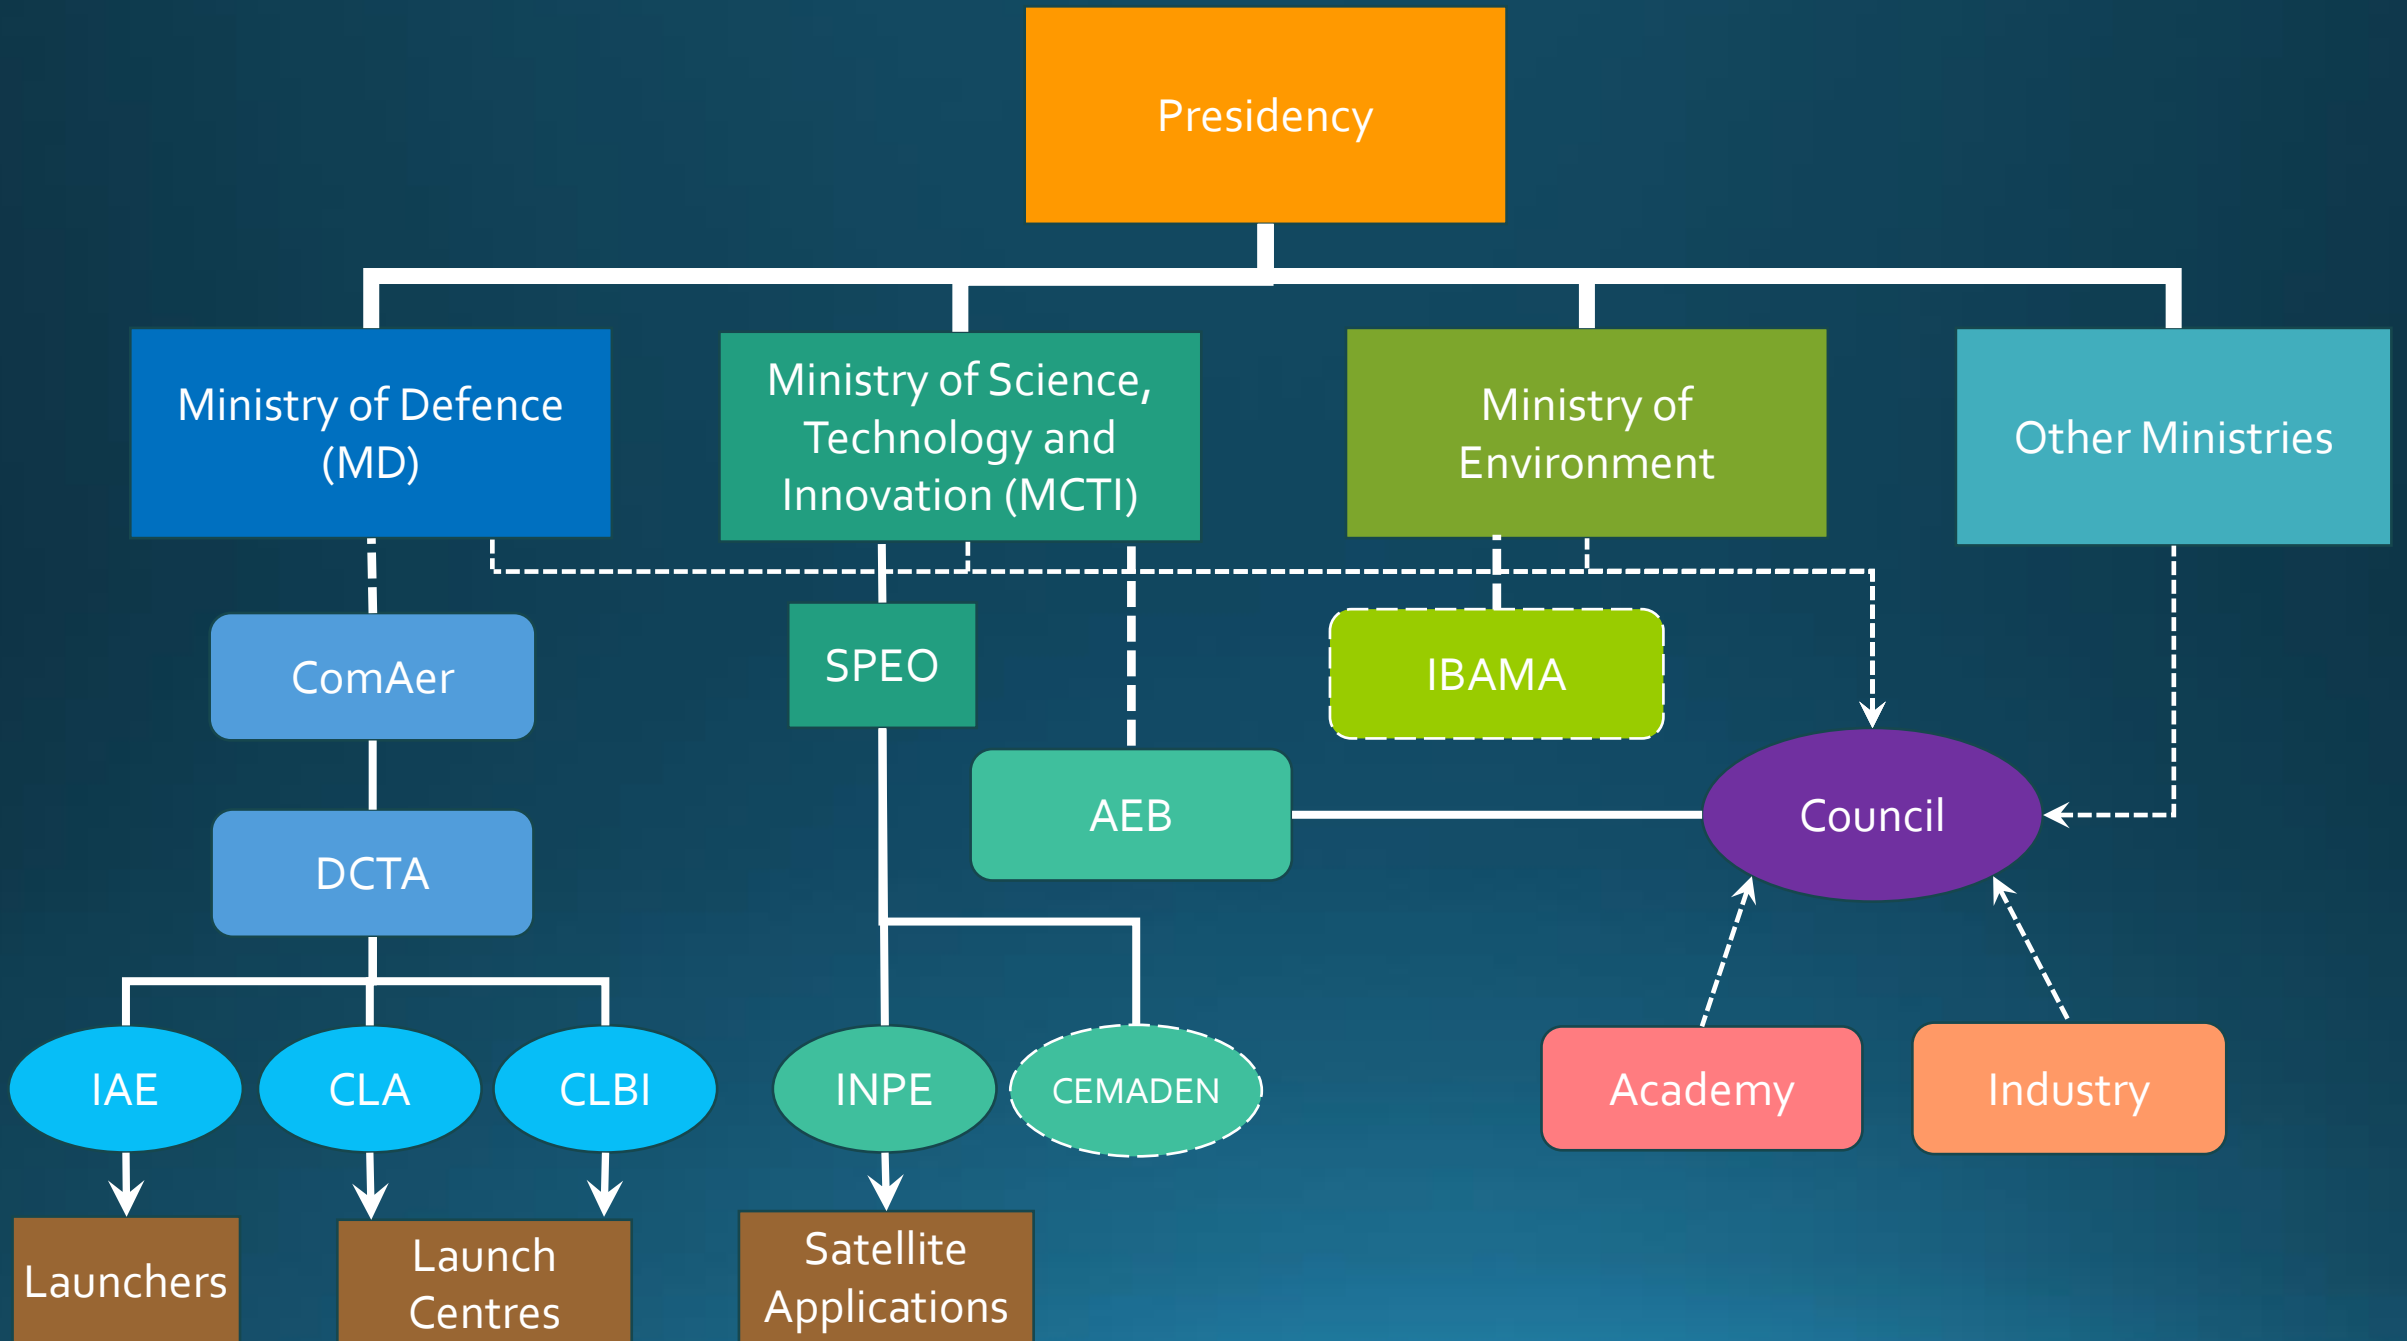 Presidency
Ministry of Defence
(MD)
Ministry of Science,
Technology and
Innovation (MCTI)
Ministry of
Environment
Other Ministries
ComAer
SPEO
IBAMA
AEB
Council
DCTA
IAE
CLA
CLBI
INPE
CEMADEN
Academy
Industry
Launchers
Launch
Centres
Satellite
Applications